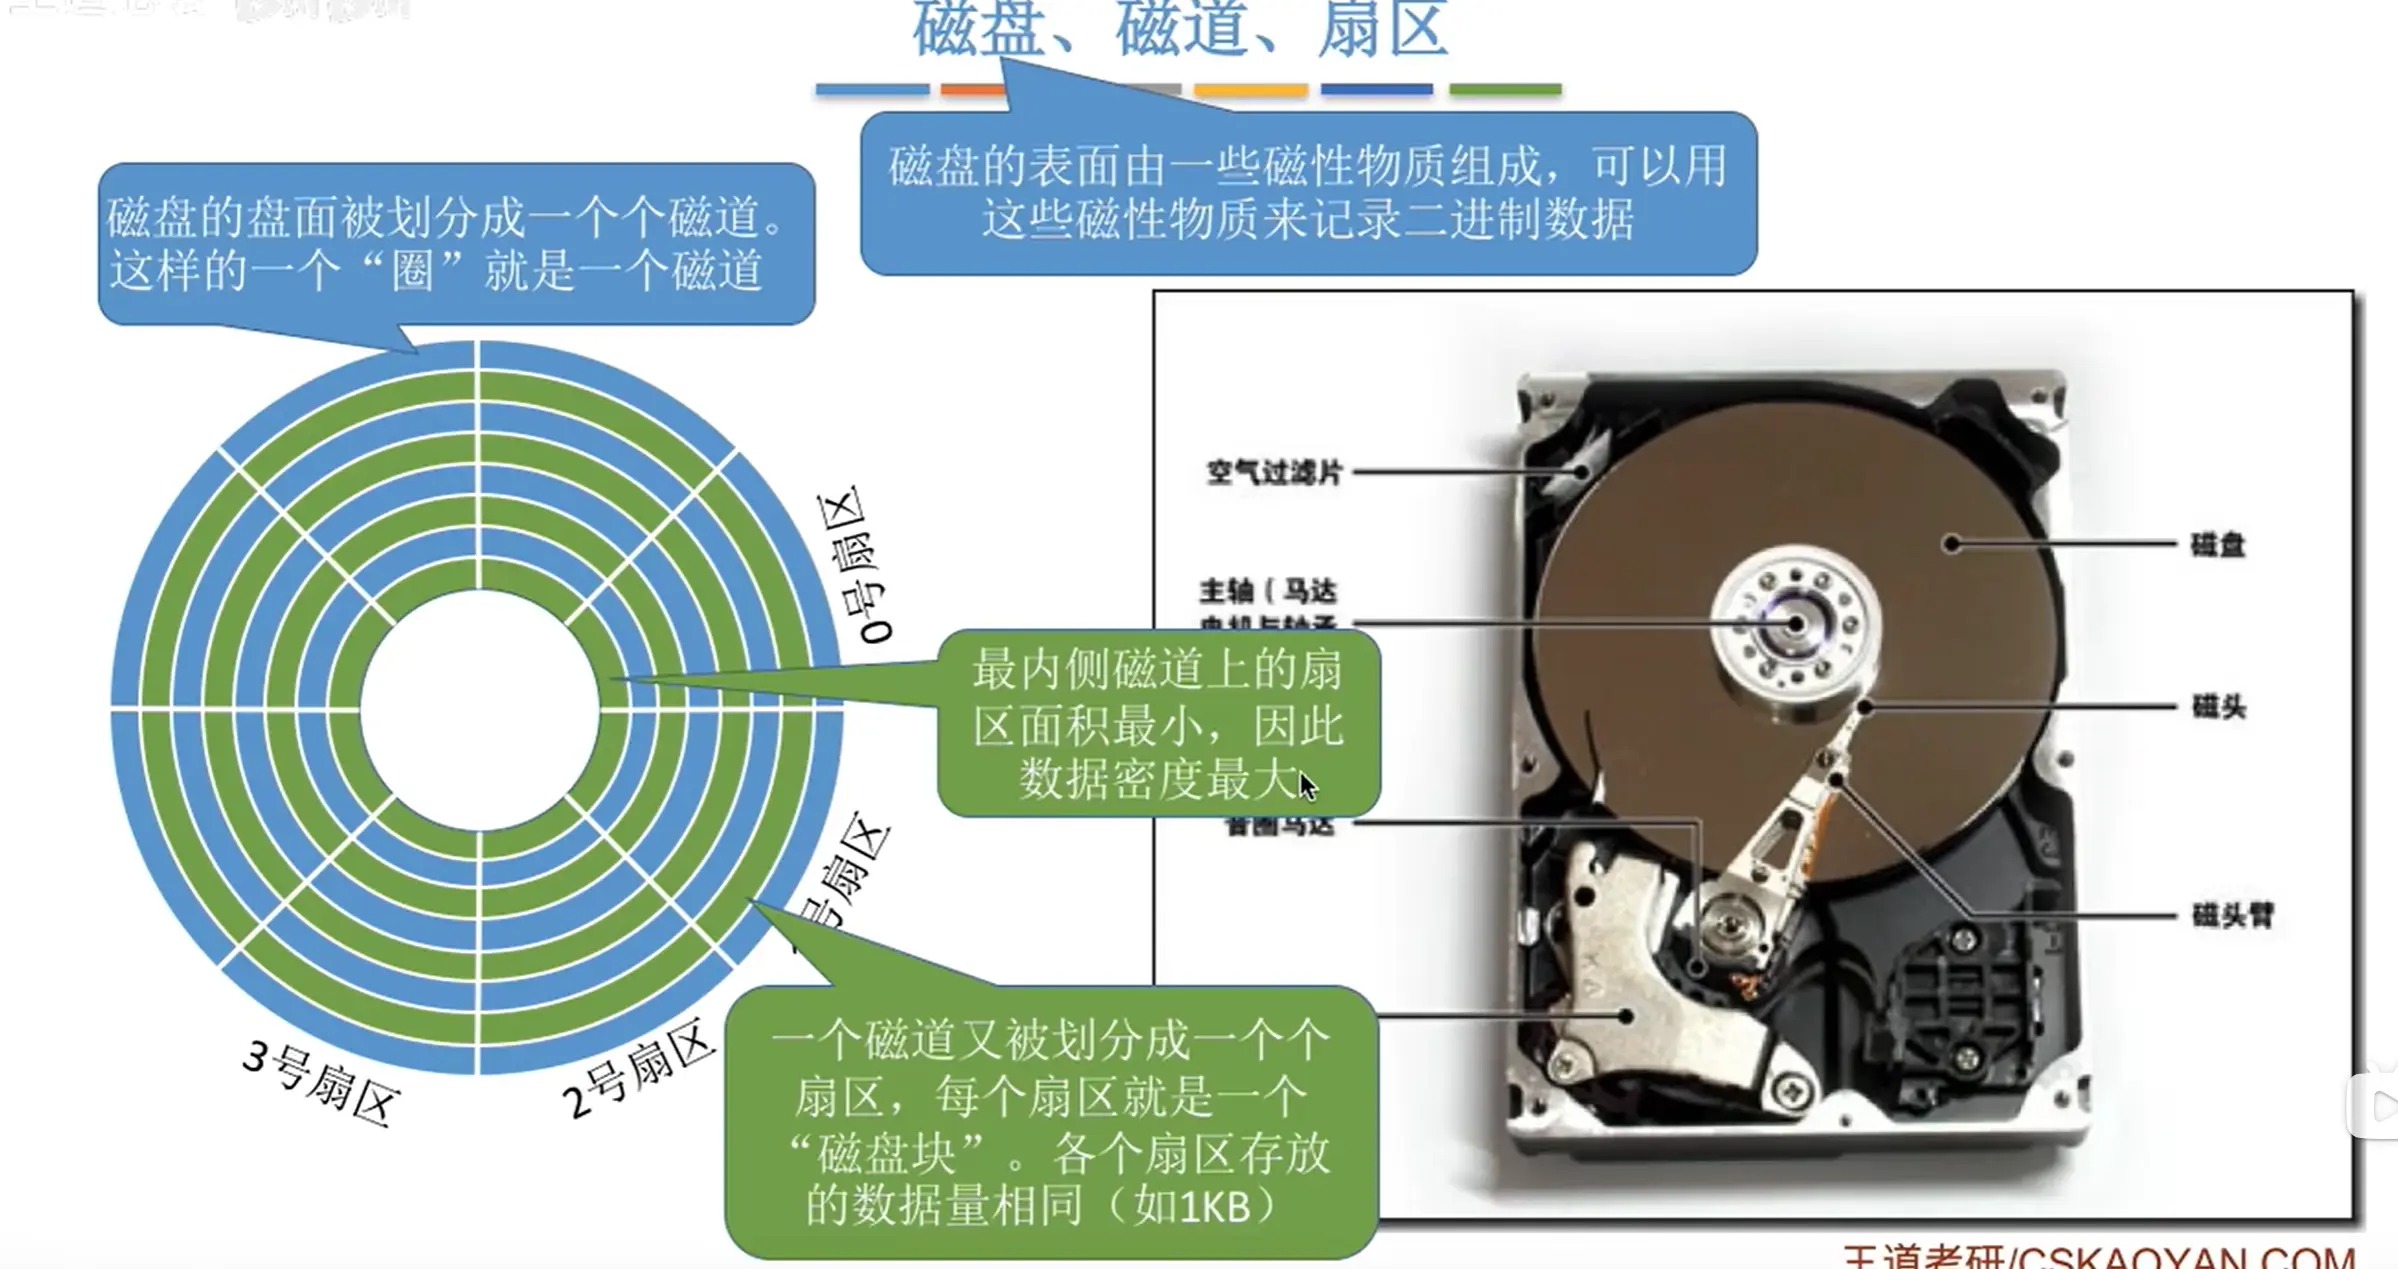 磁盘、磁道、扇区
磁盘的表面由一些磁性物质组成，可以用
这些磁性物质来记录二进制数据
磁盘的盘面被划分成一个个磁道。
这样的一个“圈”就是一个磁道
0号扇区
号扇区
2号扇区
3号扇区
最内侧磁道上的扇
区面积最小，因此
数据密度最大
一个磁道又被划分成一个个
扇区，每个扇区就是一个
“磁盘块”。各个扇区存放
的数据量相同（如1KB）
空气过滤片
主轴（马达
电机与轴承
音圈马达
磁盘
磁头
磁头臂
王道考研/CSKAOYAN.COM